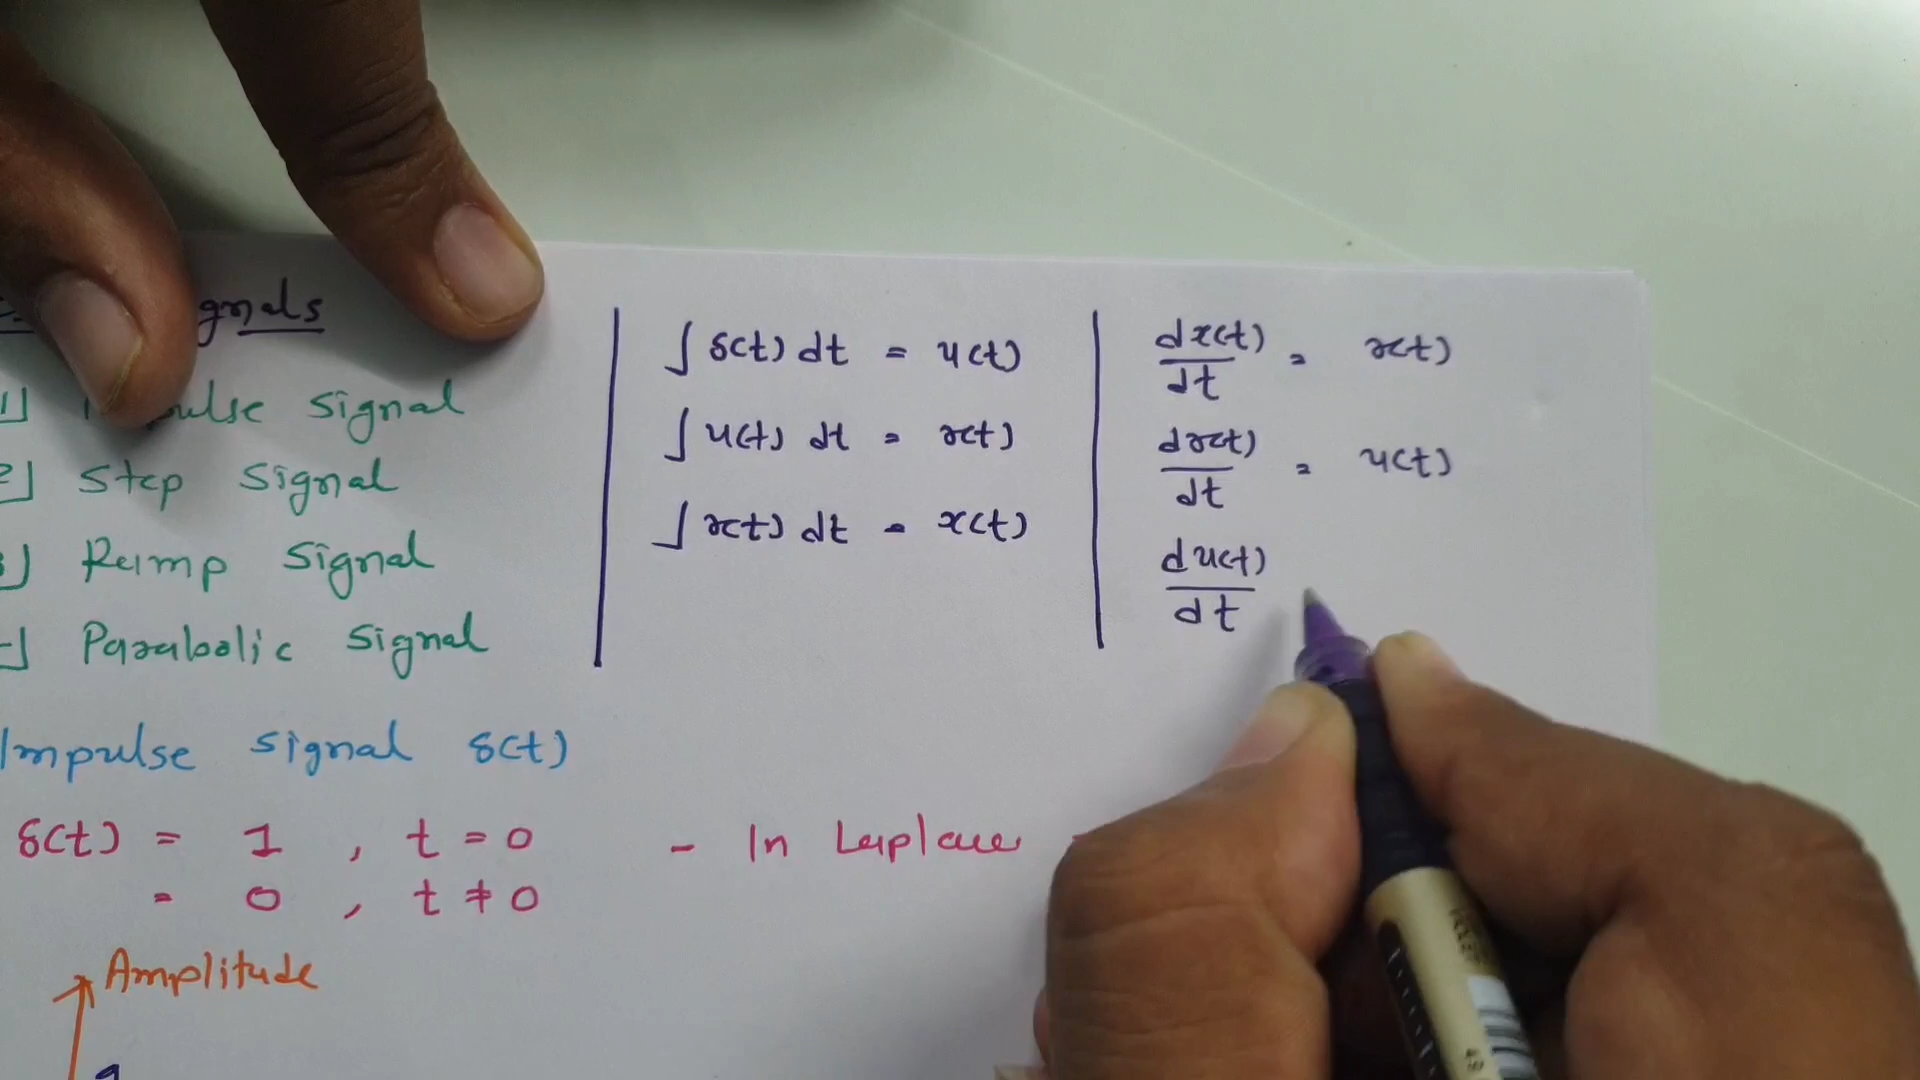 gnals
1] Impulse Signal
2] Step Signal
3] Ramp Signal
Parabolic Signal
∫ δ(t) dt = u(t)
∫ u(t) dt = r(t)
∫ r(t) dt = x(t)
dx(t)/dt = r(t)
dr(t)/dt = u(t)
du(t)/dt
Impulse signal δ(t)
δ(t) = 1 , t = 0
= 0 , t ≠ 0
- In Laplace
Amplitude